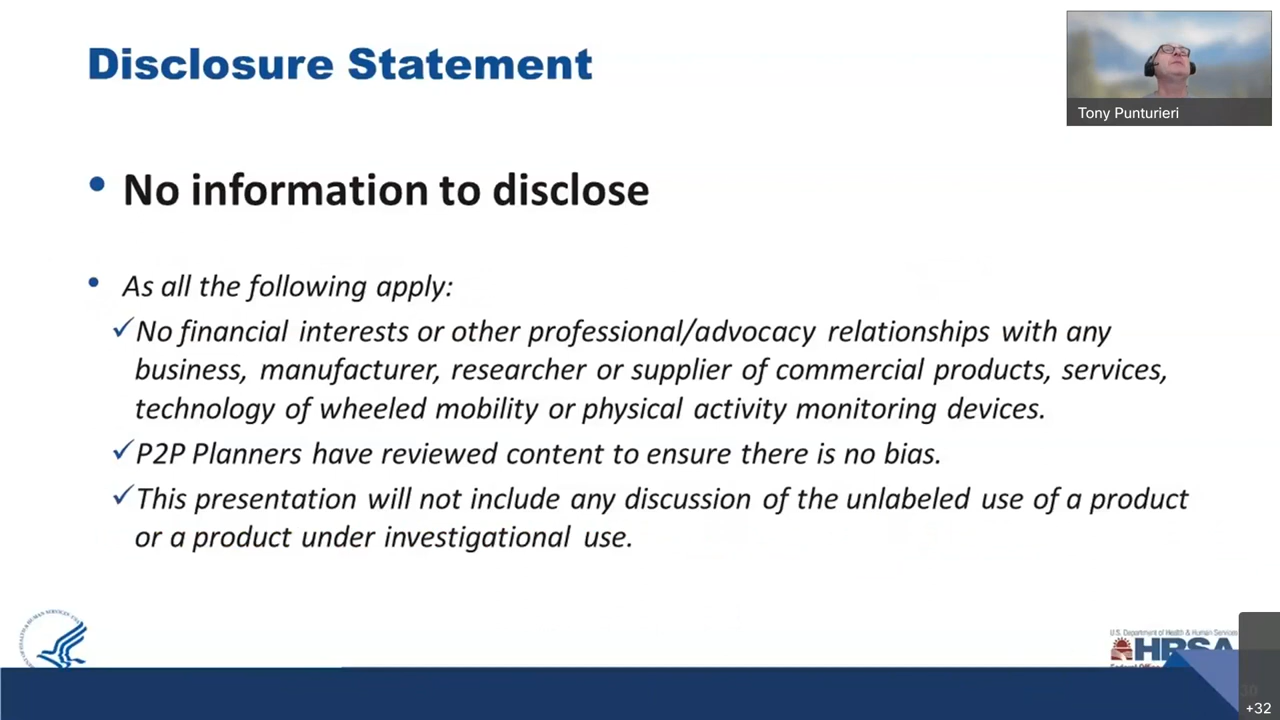 Disclosure Statement
Tony Punturieri
• No information to disclose
• As all the following apply:
✓No financial interests or other professional/advocacy relationships with any
business, manufacturer, researcher or supplier of commercial products, services,
technology of wheeled mobility or physical activity monitoring devices.
✓P2P Planners have reviewed content to ensure there is no bias.
✓This presentation will not include any discussion of the unlabeled use of a product
or a product under investigational use.
U.S. Department of Health & Human Services
HRSA
Federal Office
30
+32